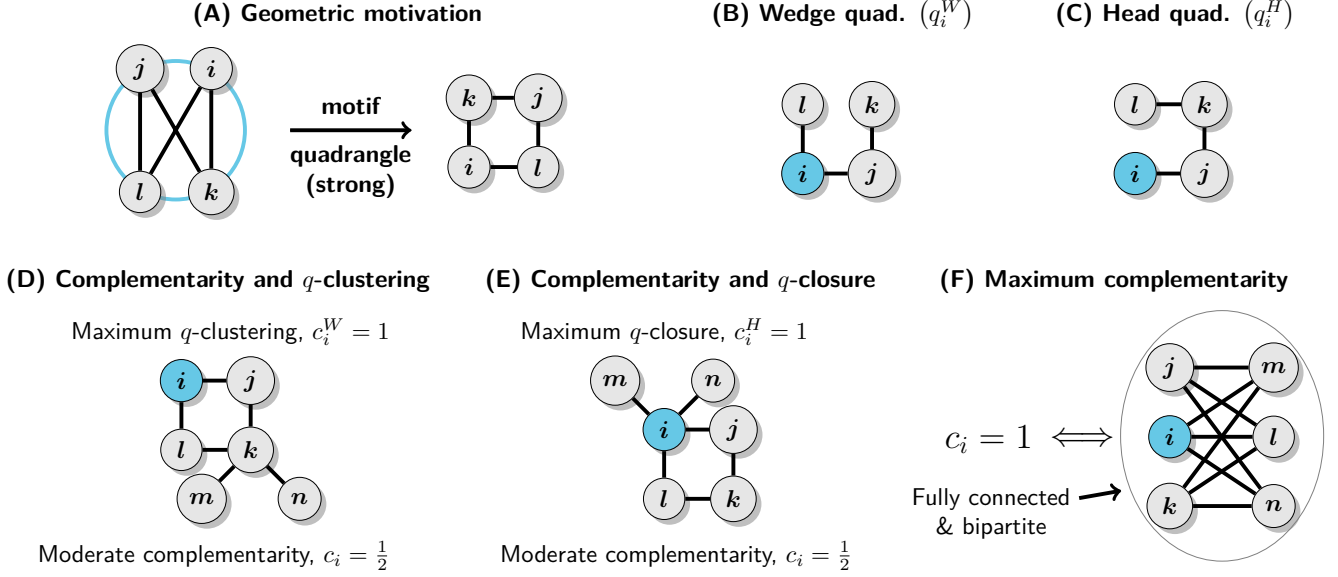 (A) Geometric motivation
j i
l k
motif
quadrangle
(strong)
k j
i l
(B) Wedge quad. (q_i^W)
l k
i j
(C) Head quad. (q_i^H)
l k
i j
(D) Complementarity and q-clustering
Maximum q-clustering, c_i^W = 1
i j
l k
m n
Moderate complementarity, c_i = 1/2
(E) Complementarity and q-closure
Maximum q-closure, c_i^H = 1
m n
i j
l k
Moderate complementarity, c_i = 1/2
(F) Maximum complementarity
c_i = 1 ⟺
Fully connected
& bipartite
j m
i l
k n